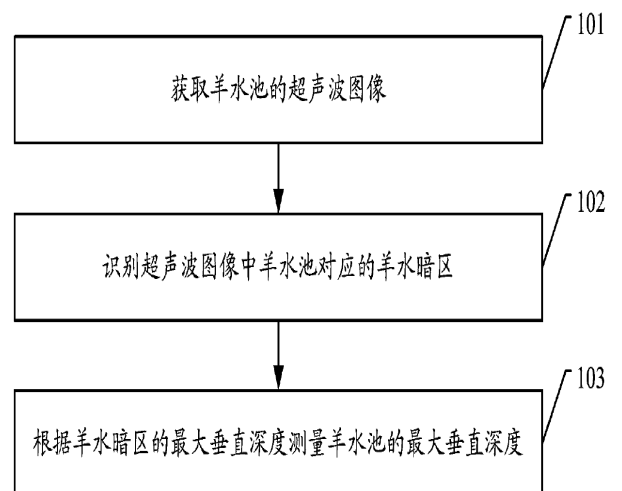 101
获取羊水池的超声波图像
102
识别超声波图像中羊水池对应的羊水暗区
103
根据羊水暗区的最大垂直深度测量羊水池的最大垂直深度